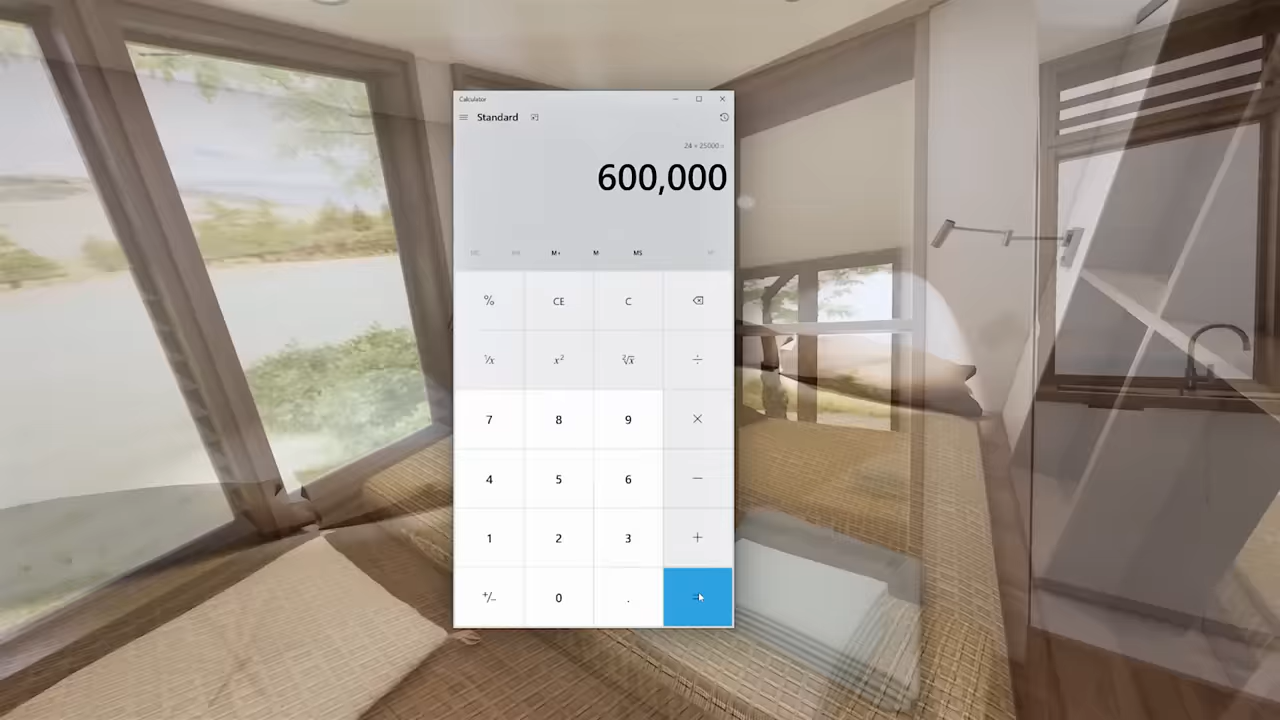 Calculator
Standard
24 × 25000 =
600,000
M+ M MS
% CE C
¹/x x² ²√x ÷
7 8 9 ×
4 5 6 −
1 2 3 +
+/− 0 . =